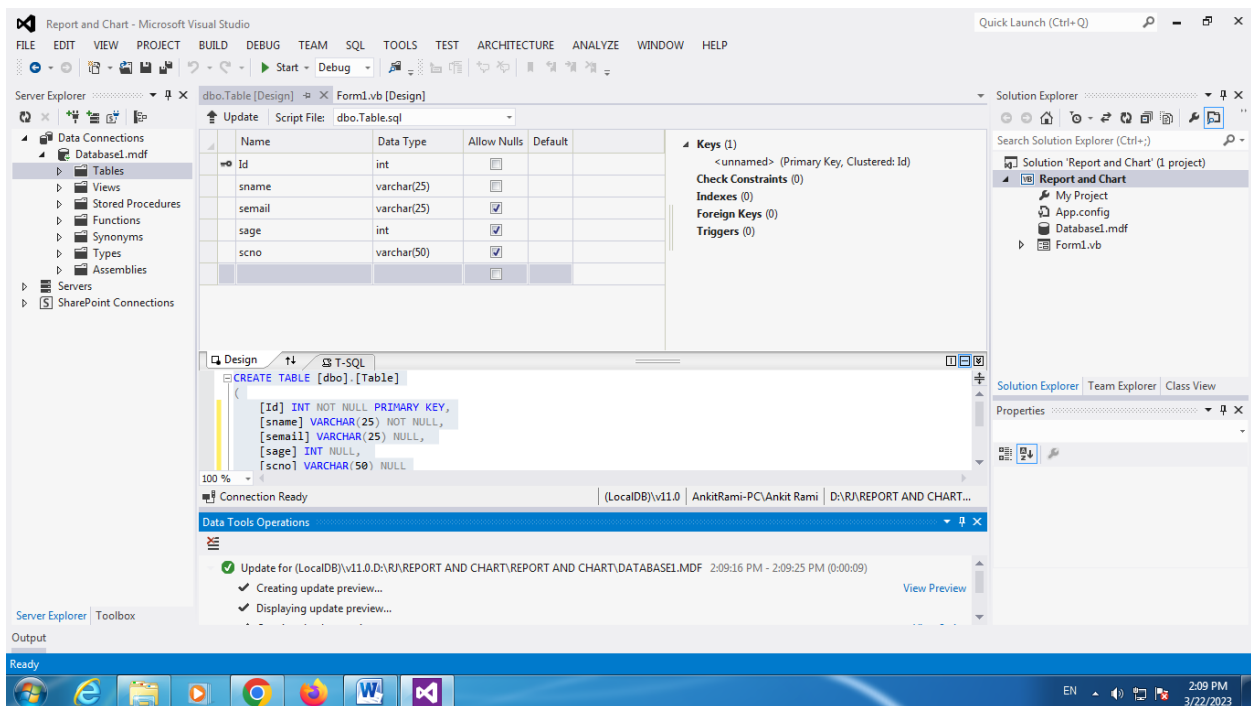 Report and Chart - Microsoft Visual Studio
Quick Launch (Ctrl+Q)
FILE EDIT VIEW PROJECT BUILD DEBUG TEAM SQL TOOLS TEST ARCHITECTURE ANALYZE WINDOW HELP
Start Debug
Server Explorer
Data Connections
Database1.mdf
Tables
Views
Stored Procedures
Functions
Synonyms
Types
Assemblies
Servers
SharePoint Connections
Server Explorer Toolbox
dbo.Table [Design] Form1.vb [Design]
Update Script File: dbo.Table.sql
Name Data Type Allow Nulls Default
Id int
sname varchar(25)
semail varchar(25)
sage int
scno varchar(50)
Keys (1)
<unnamed> (Primary Key, Clustered: Id)
Check Constraints (0)
Indexes (0)
Foreign Keys (0)
Triggers (0)
Design T-SQL
CREATE TABLE [dbo].[Table]
(
[Id] INT NOT NULL PRIMARY KEY,
[sname] VARCHAR(25) NOT NULL,
[semail] VARCHAR(25) NULL,
[sage] INT NULL,
[scno] VARCHAR(50) NULL
100 %
Connection Ready (LocalDB)\v11.0 AnkitRami-PC\Ankit Rami D:\RJ\REPORT AND CHART...
Data Tools Operations
Update for (LocalDB)\v11.0.D:\RJ\REPORT AND CHART\REPORT AND CHART\DATABASE1.MDF 2:09:16 PM - 2:09:25 PM (0:00:09)
Creating update preview... View Preview
Displaying update preview...
Solution Explorer
Search Solution Explorer (Ctrl+;)
Solution 'Report and Chart' (1 project)
VB Report and Chart
My Project
App.config
Database1.mdf
Form1.vb
Solution Explorer Team Explorer Class View
Properties
Output
Ready
EN
2:09 PM
3/22/2023